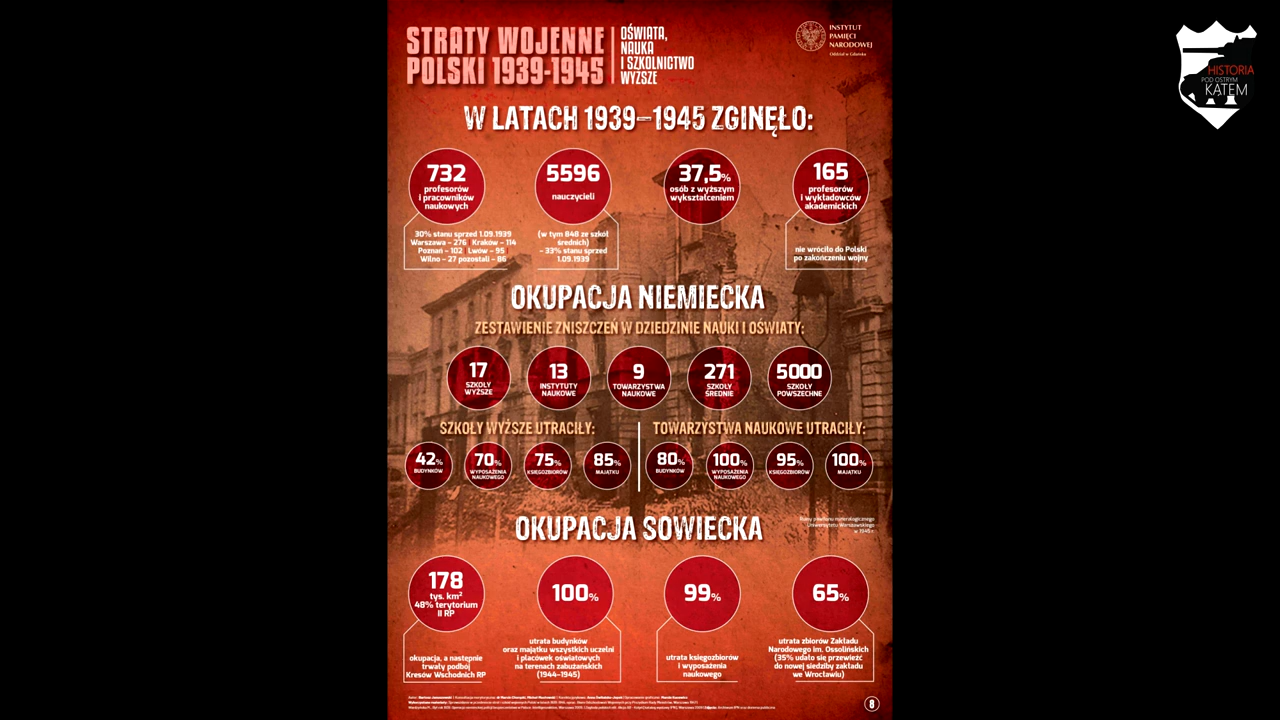 STRATY WOJENNE
POLSKI 1939-1945
OŚWIATA,
NAUKA
I SZKOLNICTWO
WYŻSZE
INSTYTUT
PAMIĘCI
NARODOWEJ
Oddział w Gdańsku
HISTORIA
POD OSTRYM
KĄTEM
W LATACH 1939–1945 ZGINĘŁO:
732
profesorów
i pracowników
naukowych
30% stanu sprzed 1.09.1939
Warszawa – 276 | Kraków – 114
Poznań – 102 | Lwów – 95 |
Wilno – 27 pozostali – 86
5596
nauczycieli
(w tym 848 ze szkół
średnich)
– 33% stanu sprzed
1.09.1939
37,5%
osób z wyższym
wykształceniem
165
profesorów
i wykładowców
akademickich
nie wróciło do Polski
po zakończeniu wojny
OKUPACJA NIEMIECKA
ZESTAWIENIE ZNISZCZEŃ W DZIEDZINIE NAUKI I OŚWIATY:
17
SZKOŁY
WYŻSZE
13
INSTYTUTY
NAUKOWE
9
TOWARZYSTWA
NAUKOWE
271
SZKOŁY
ŚREDNIE
5000
SZKOŁY
POWSZECHNE
SZKOŁY WYŻSZE UTRACIŁY:
42%
BUDYNKÓW
70%
WYPOSAŻENIA
NAUKOWEGO
75%
KSIĘGOZBIORÓW
85%
MAJĄTKU
TOWARZYSTWA NAUKOWE UTRACIŁY:
80%
BUDYNKÓW
100%
WYPOSAŻENIA
NAUKOWEGO
95%
KSIĘGOZBIORÓW
100%
MAJĄTKU
OKUPACJA SOWIECKA
Uniwersytetu Warszawskiego
w 1945 r.
178
tys. km²
48% terytorium
II RP
okupacja, a następnie
trwały podbój
Kresów Wschodnich RP
100%
utrata budynków
oraz majątku wszystkich uczelni
i placówek oświatowych
na terenach zabużańskich
(1944–1945)
99%
utrata księgozbiorów
i wyposażenia
naukowego
65%
utrata zbiorów Zakładu
Narodowego im. Ossolińskich
(35% udało się przewieźć
do nowej siedziby zakładu
we Wrocławiu)
8